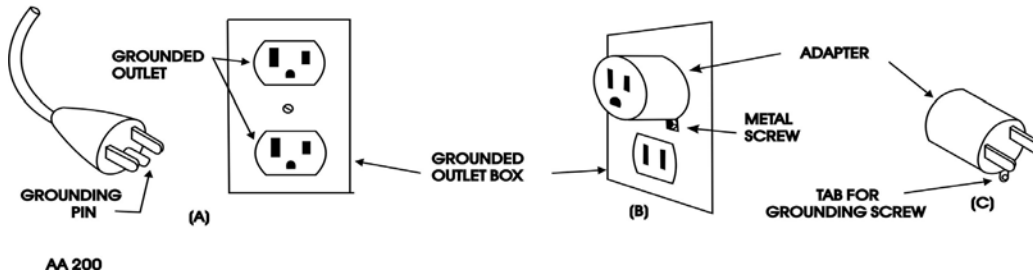 GROUNDED
OUTLET
GROUNDING
PIN
(A)
GROUNDED
OUTLET BOX
ADAPTER
METAL
SCREW
(B)
TAB FOR
GROUNDING SCREW
(C)
AA 200